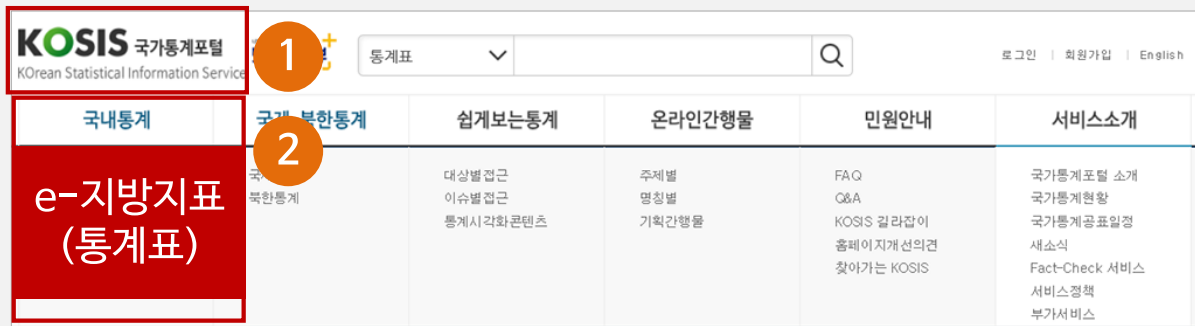 KOSIS 국가통계포털
KOrean Statistical Information Service
1
통계표
로그인 | 회원가입 | English
국내통계
국제·북한통계
쉽게보는통계
온라인간행물
민원안내
서비스소개
2
e-지방지표
(통계표)
북한통계
대상별접근
이슈별접근
통계시각화콘텐츠
주제별
명칭별
기획간행물
FAQ
Q&A
KOSIS 길라잡이
홈페이지개선의견
찾아가는 KOSIS
국가통계포털 소개
국가통계현황
국가통계공표일정
새소식
Fact-Check 서비스
서비스정책
부가서비스